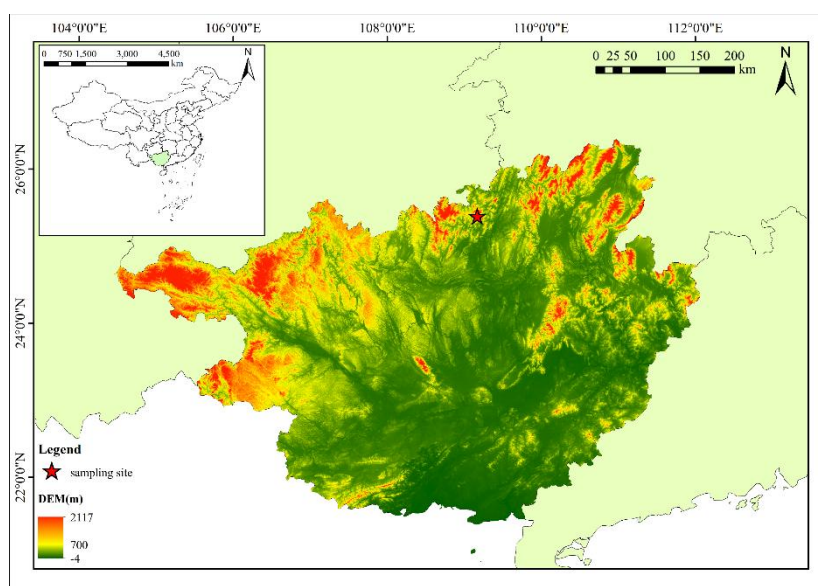 104°0'0"E 106°0'0"E 108°0'0"E 110°0'0"E 112°0'0"E
0 750 1,500 3,000 4,500
km
N
0 25 50 100 150 200
km
N
26°0'0"N
24°0'0"N
22°0'0"N
Legend
sampling site
DEM(m)
2117
700
-4